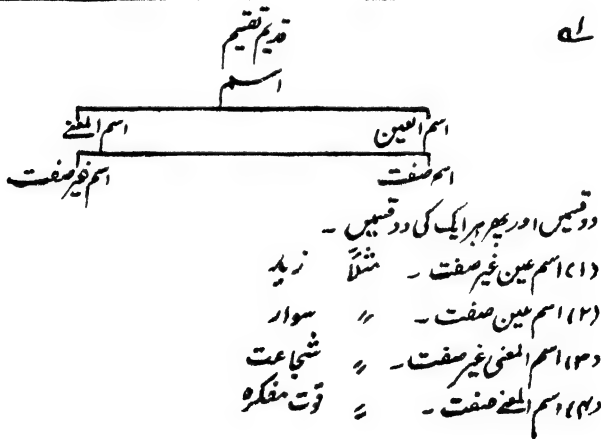 لہ
قدیم تقسیم
اسم
اسم العین اسم المعنے
اسم صفت اسم غیر صفت
دو قسمیں اور پھر ہر ایک کی دو قسمیں ۔
(۱) اسم عین غیر صفت ۔ مثلاً زید
(۲) اسم عین صفت ۔ 〃 سوار
(۳) اسم المعنی غیر صفت ۔ 〃 شجاعت
(۴) اسم المعنے صفت ۔ 〃 قوت مفکرہ